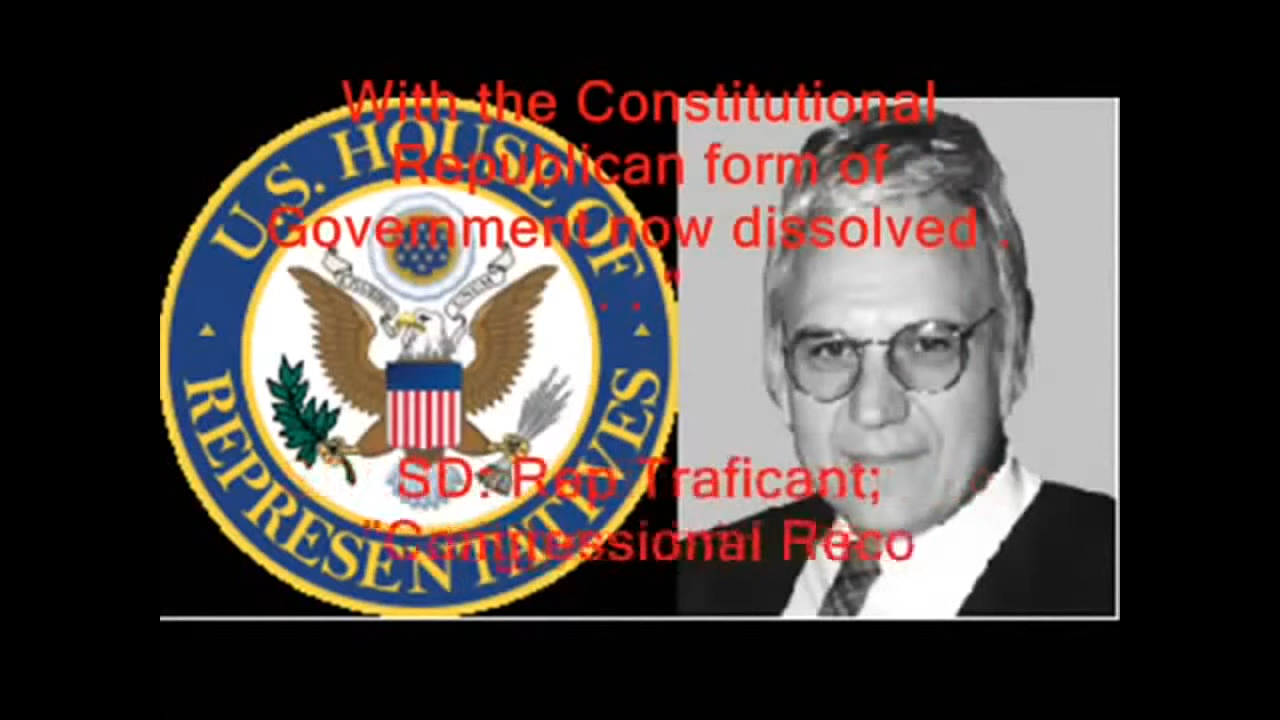 With the Constitutional
Republican form of
Government now dissolved .
. . "
SD: Rep Traficant;
"Congressional Reco
U.S. HOUSE OF
REPRESENTATIVES